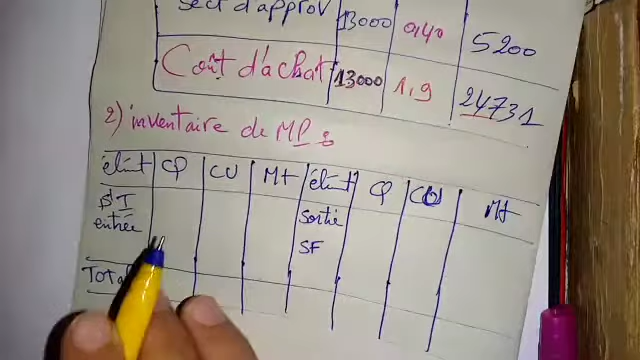 Sect d'approv 13000 0,40 5200
Coût d'achat 13000 1,9 24731
2) inventaire de MP :
élmt Q CU Mt élmt Q CU Mt
SI sortie
entrée SF
Total